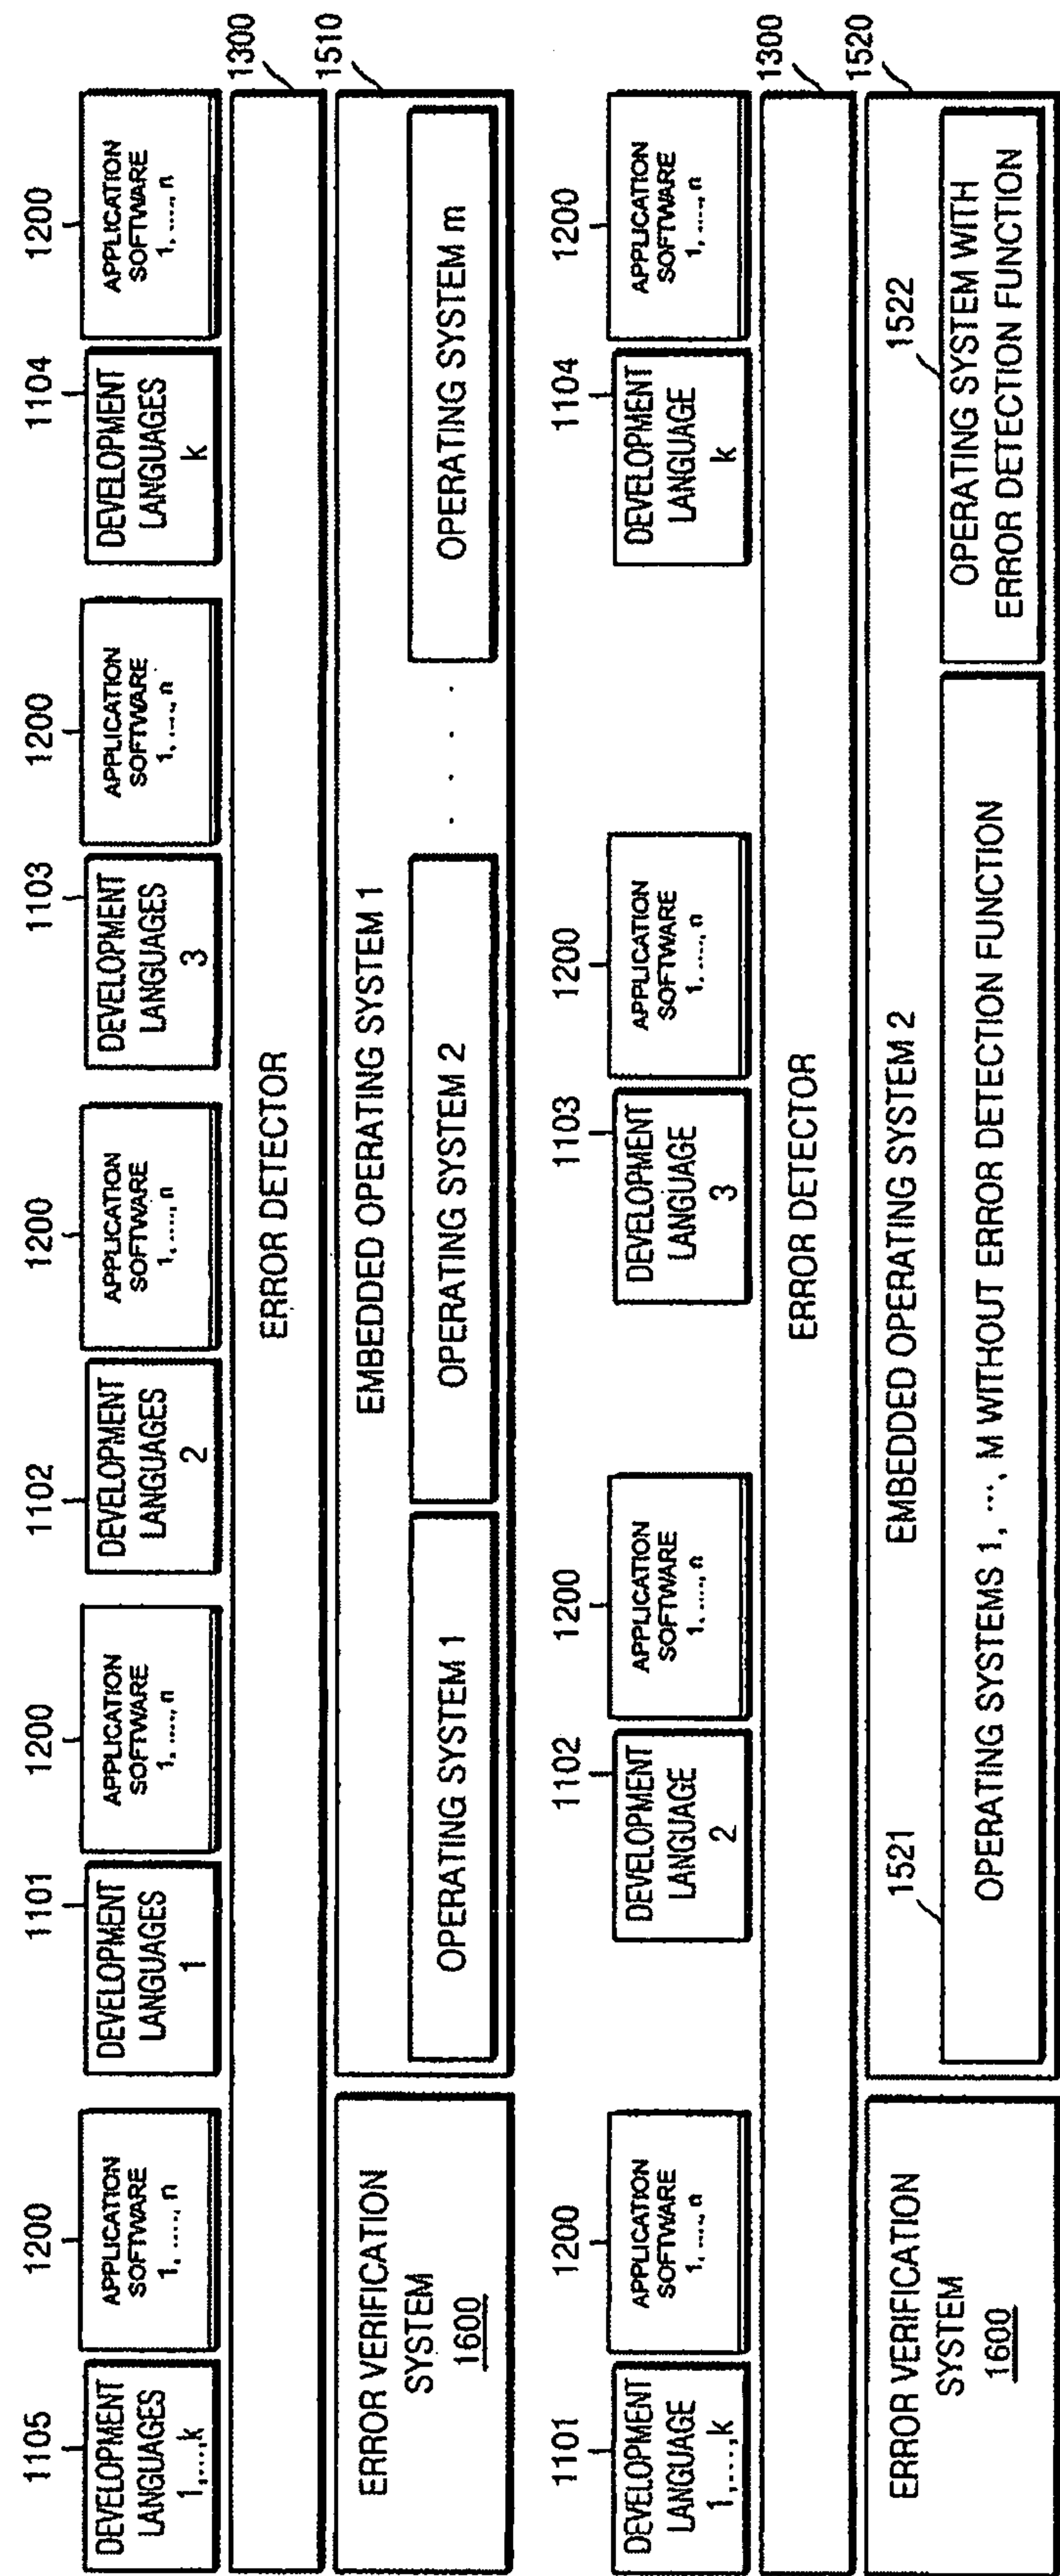 1105
1200
1101
1200
1102
1200
1103
1200
1104
1200
DEVELOPMENT
LANGUAGES
1,...,k
APPLICATION
SOFTWARE
1, ....., n
DEVELOPMENT
LANGUAGES
1
APPLICATION
SOFTWARE
1, ....., n
DEVELOPMENT
LANGUAGES
2
APPLICATION
SOFTWARE
1, ....., n
DEVELOPMENT
LANGUAGES
3
APPLICATION
SOFTWARE
1, ....., n
DEVELOPMENT
LANGUAGES
k
APPLICATION
SOFTWARE
1, ....., n
1300
ERROR DETECTOR
1510
ERROR VERIFICATION
SYSTEM
1600
EMBEDDED OPERATING SYSTEM 1
OPERATING SYSTEM 1
OPERATING SYSTEM 2
. . . .
OPERATING SYSTEM m
1101
1200
1102
1200
1103
1200
1104
1200
DEVELOPMENT
LANGUAGE
1,....,k
APPLICATION
SOFTWARE
1, ....., n
DEVELOPMENT
LANGUAGE
2
APPLICATION
SOFTWARE
1, ....., n
DEVELOPMENT
LANGUAGE
3
APPLICATION
SOFTWARE
1, ....., n
DEVELOPMENT
LANGUAGE
k
APPLICATION
SOFTWARE
1, ....., n
1300
ERROR DETECTOR
1520
ERROR VERIFICATION
SYSTEM
1600
EMBEDDED OPERATING SYSTEM 2
1521
OPERATING SYSTEMS 1, ..., M WITHOUT ERROR DETECTION FUNCTION
1522
OPERATING SYSTEM WITH
ERROR DETECTION FUNCTION